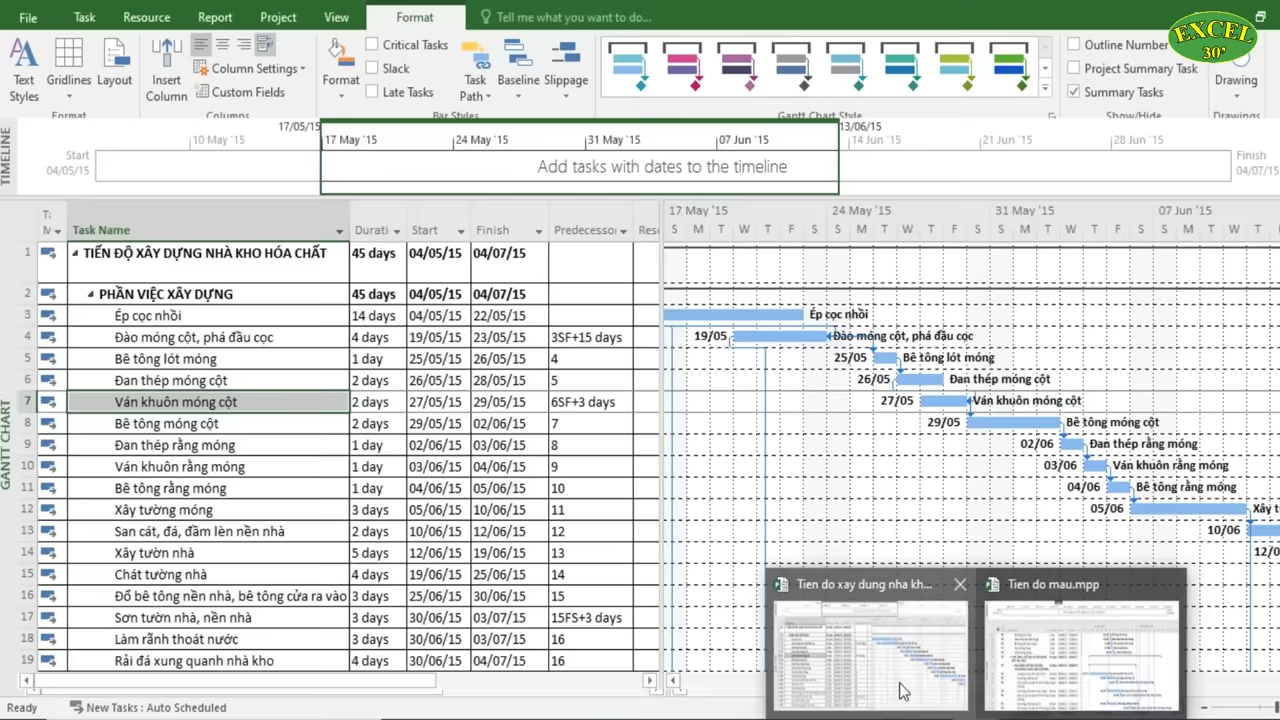 File Task Resource Report Project View Format Tell me what you want to do...
EXCEL
30°
Text Styles Gridlines Layout Insert Column Column Settings Custom Fields Format Critical Tasks Slack Late Tasks Task Path Baseline Slippage Outline Number Project Summary Task Summary Tasks Drawing
Format Columns Bar Styles Gantt Chart Style Show/Hide Drawings
TIMELINE
17/05/15 13/06/15
10 May '15 17 May '15 24 May '15 31 May '15 07 Jun '15 14 Jun '15 21 Jun '15 28 Jun '15
Start
04/05/15
Add tasks with dates to the timeline
Finish
04/07/15
GANTT CHART
17 May '15 24 May '15 31 May '15 07 Jun '15
Task Name Durati Start Finish Predecessor Reso
S M T W T F S S M T W T F S S M T W T F S S M T W T
1 TIẾN ĐỘ XÂY DỰNG NHÀ KHO HÓA CHẤT 45 days 04/05/15 04/07/15
2 PHẦN VIỆC XÂY DỰNG 45 days 04/05/15 04/07/15
3 Ép cọc nhồi 14 days 04/05/15 22/05/15 Ép cọc nhồi
4 Đào móng cột, phá đầu cọc 4 days 19/05/15 23/05/15 3SF+15 days 19/05 Đào móng cột, phá đầu cọc
5 Bê tông lót móng 1 day 25/05/15 26/05/15 4 25/05 Bê tông lót móng
6 Đan thép móng cột 2 days 26/05/15 28/05/15 5 26/05 Đan thép móng cột
7 Ván khuôn móng cột 2 days 27/05/15 29/05/15 6SF+3 days 27/05 Ván khuôn móng cột
8 Bê tông móng cột 2 days 29/05/15 02/06/15 7 29/05 Bê tông móng cột
9 Đan thép rằng móng 1 day 02/06/15 03/06/15 8 02/06 Đan thép rằng móng
10 Ván khuôn rằng móng 1 day 03/06/15 04/06/15 9 03/06 Ván khuôn rằng móng
11 Bê tông rằng móng 1 day 04/06/15 05/06/15 10 04/06 Bê tông rằng móng
12 Xây tường móng 3 days 05/06/15 10/06/15 11 05/06 Xây t
13 San cát, đá, đầm lèn nền nhà 2 days 10/06/15 12/06/15 12 10/06
14 Xây tườn nhà 5 days 12/06/15 19/06/15 13 12/0
15 Chát tường nhà 4 days 19/06/15 25/06/15 14
16 Đổ bê tông nền nhà, bê tông dốc ra và 3 days 25/06/15 30/06/15 15
17 Sơn tườn nhà, nền nhà 3 days 30/06/15 03/07/15 15FS+3 days
18 Làm rãnh thoát nước 3 days 30/06/15 03/07/15 16
19 Rải đá xung quanh nhà kho 4 days 30/06/15 04/07/15 16
Tien do xay dung nha kh... Tien do mau.mpp
Ready Auto Scheduled